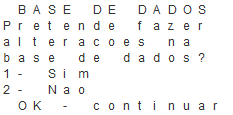 BASE DE DADOS
Pretende fazer
alteracoes na
base de dados?
1- Sim
2- Nao
OK - continuar